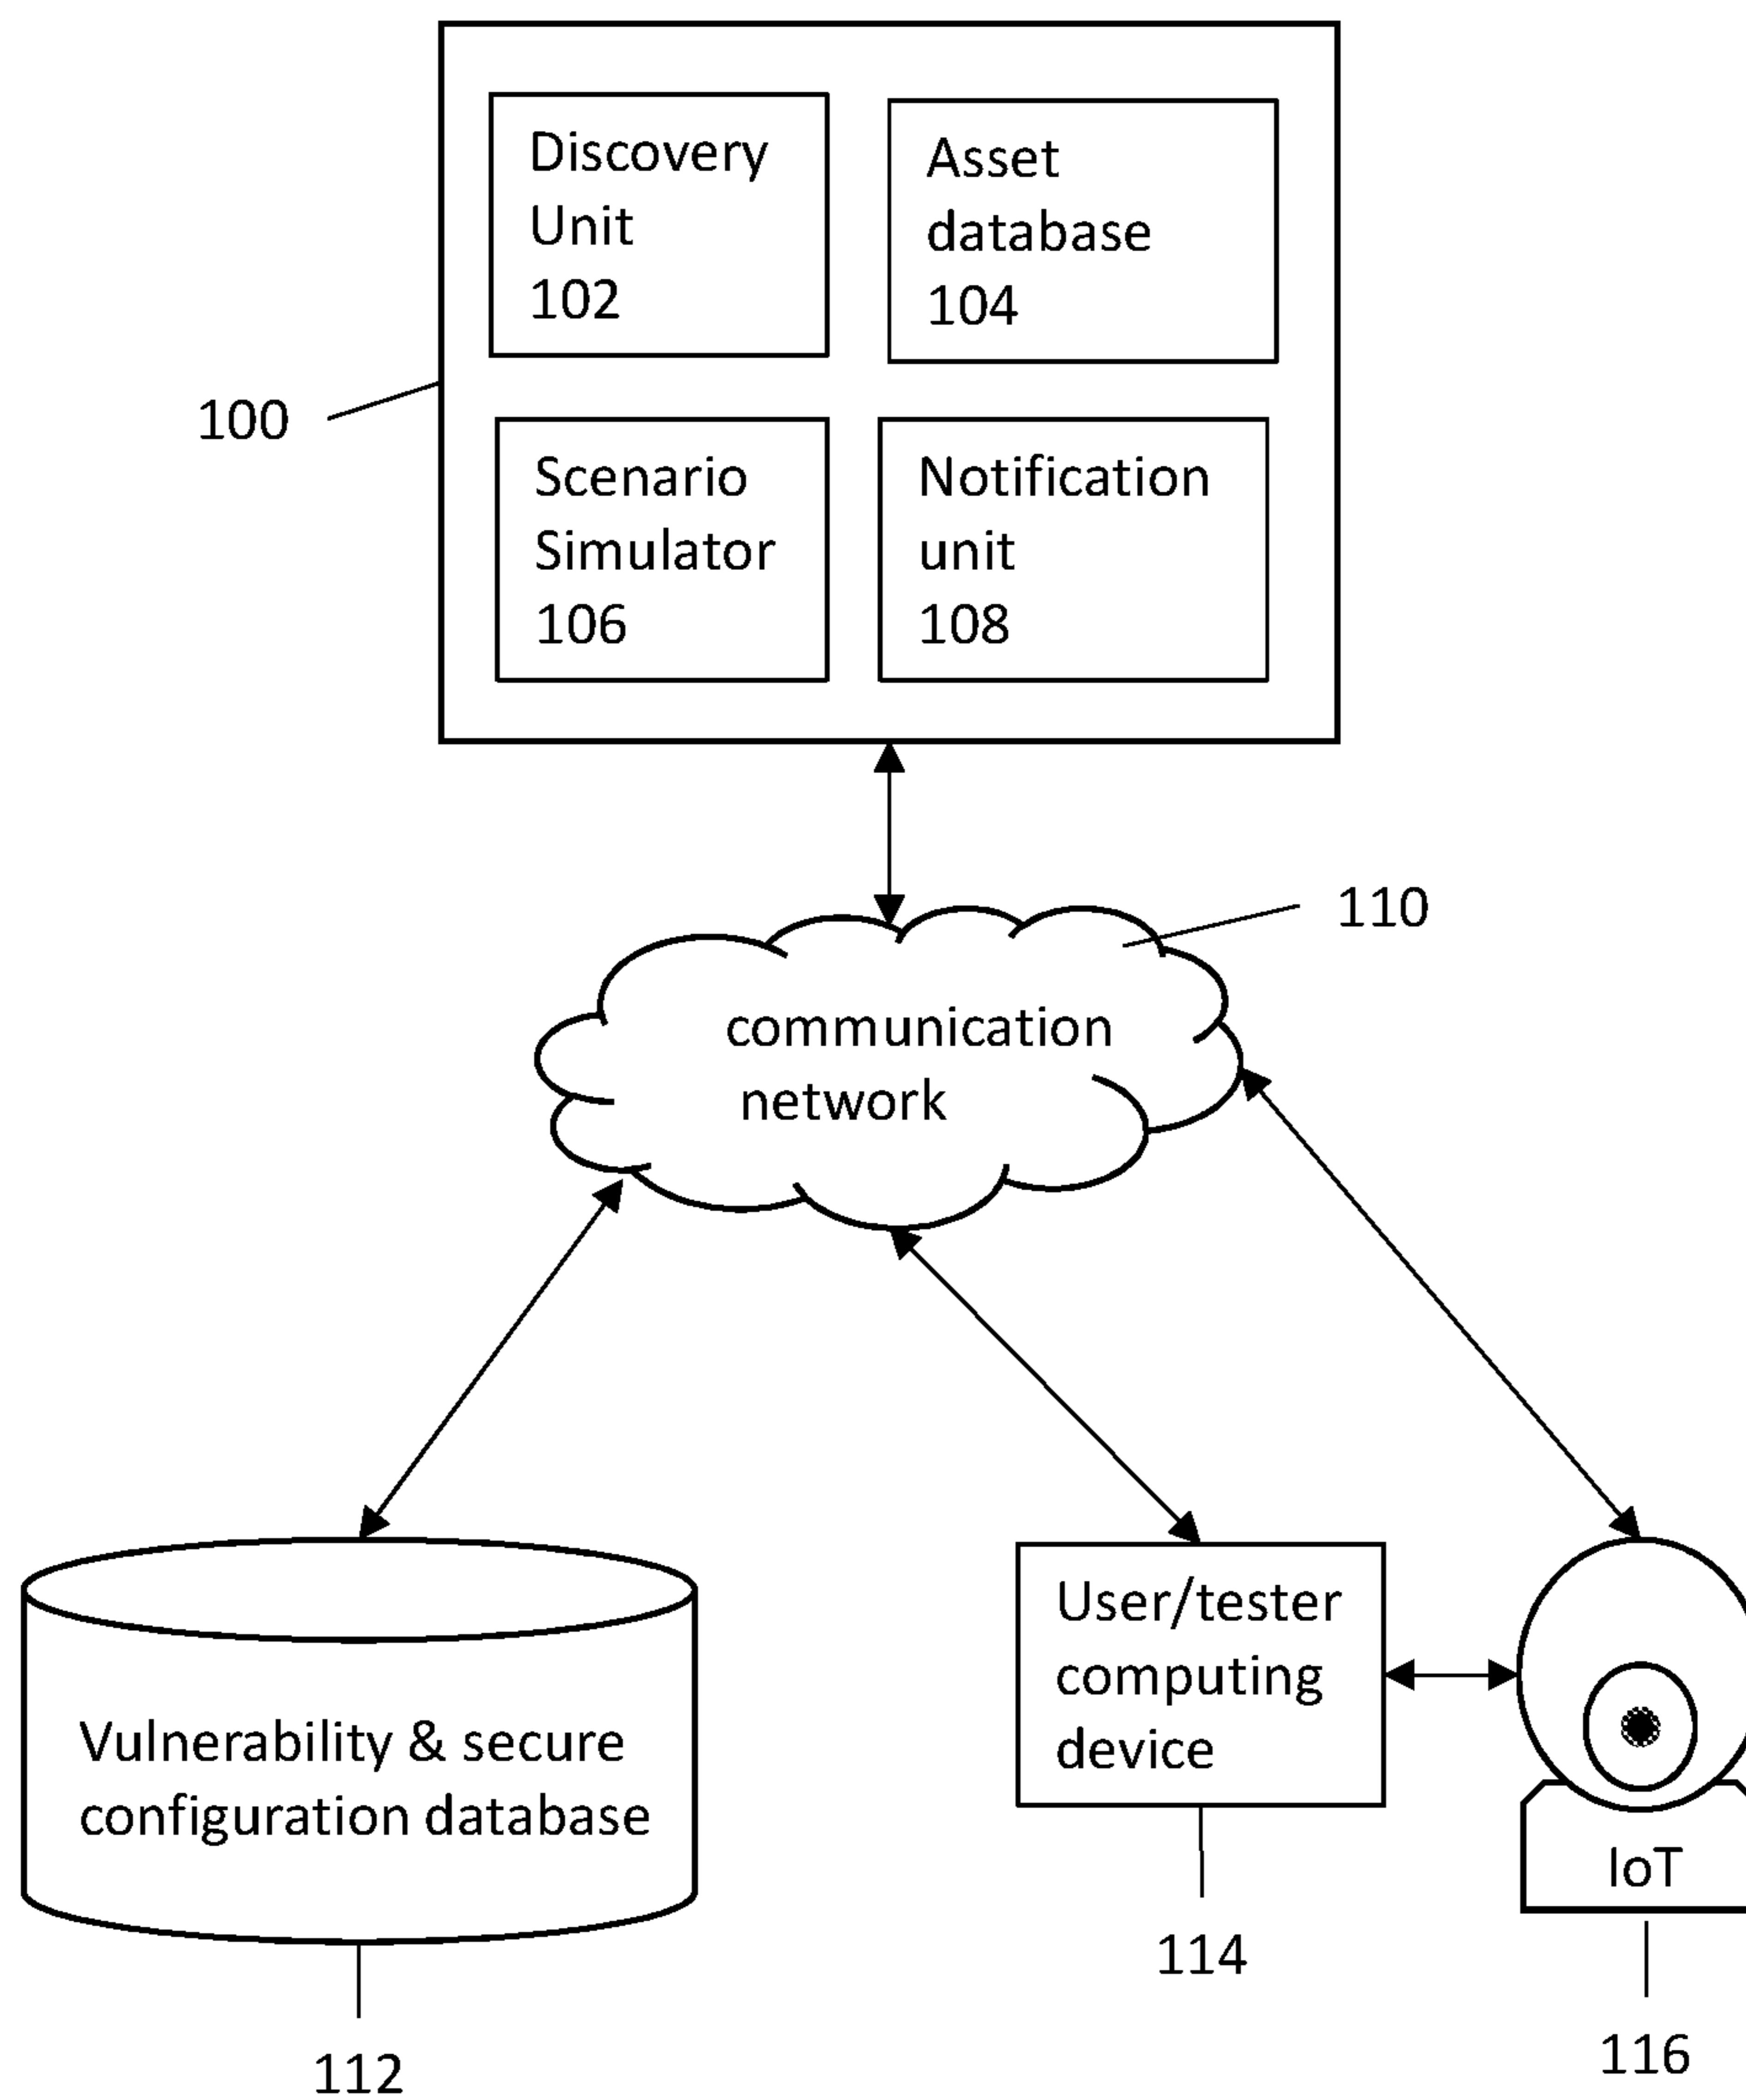 Discovery
Unit
102
Asset
database
104
100
Scenario
Simulator
106
Notification
unit
108
110
communication
network
User/tester
computing
device
Vulnerability & secure
configuration database
IoT
114
116
112